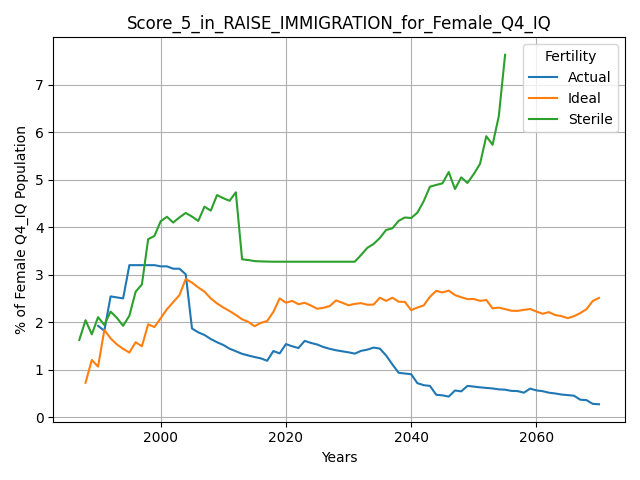 Score_5_in_RAISE_IMMIGRATION_for_Female_Q4_IQ
% of Female Q4_IQ Population
7
6
5
4
3
2
1
0
Fertility
Actual
Ideal
Sterile
2000
2020
2040
2060
Years